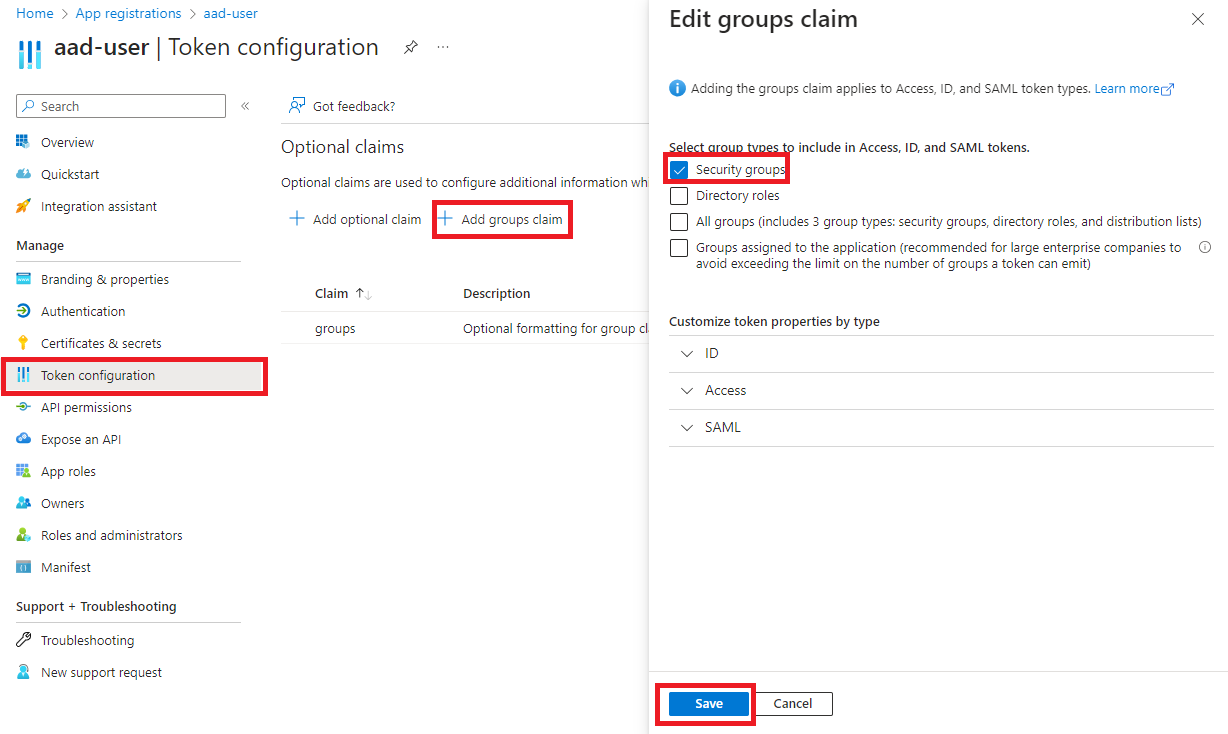 Home > App registrations > aad-user
aad-user | Token configuration ...
Search «
Overview
Quickstart
Integration assistant
Manage
Branding & properties
Authentication
Certificates & secrets
Token configuration
API permissions
Expose an API
App roles
Owners
Roles and administrators
Manifest
Support + Troubleshooting
Troubleshooting
New support request
Got feedback?
Optional claims
Optional claims are used to configure additional information wh
+ Add optional claim + Add groups claim
Claim ↑↓ Description
groups Optional formatting for group cl
Edit groups claim
Adding the groups claim applies to Access, ID, and SAML token types. Learn more
Select group types to include in Access, ID, and SAML tokens.
Security groups
Directory roles
All groups (includes 3 group types: security groups, directory roles, and distribution lists)
Groups assigned to the application (recommended for large enterprise companies to
avoid exceeding the limit on the number of groups a token can emit)
Customize token properties by type
ID
Access
SAML
Save Cancel